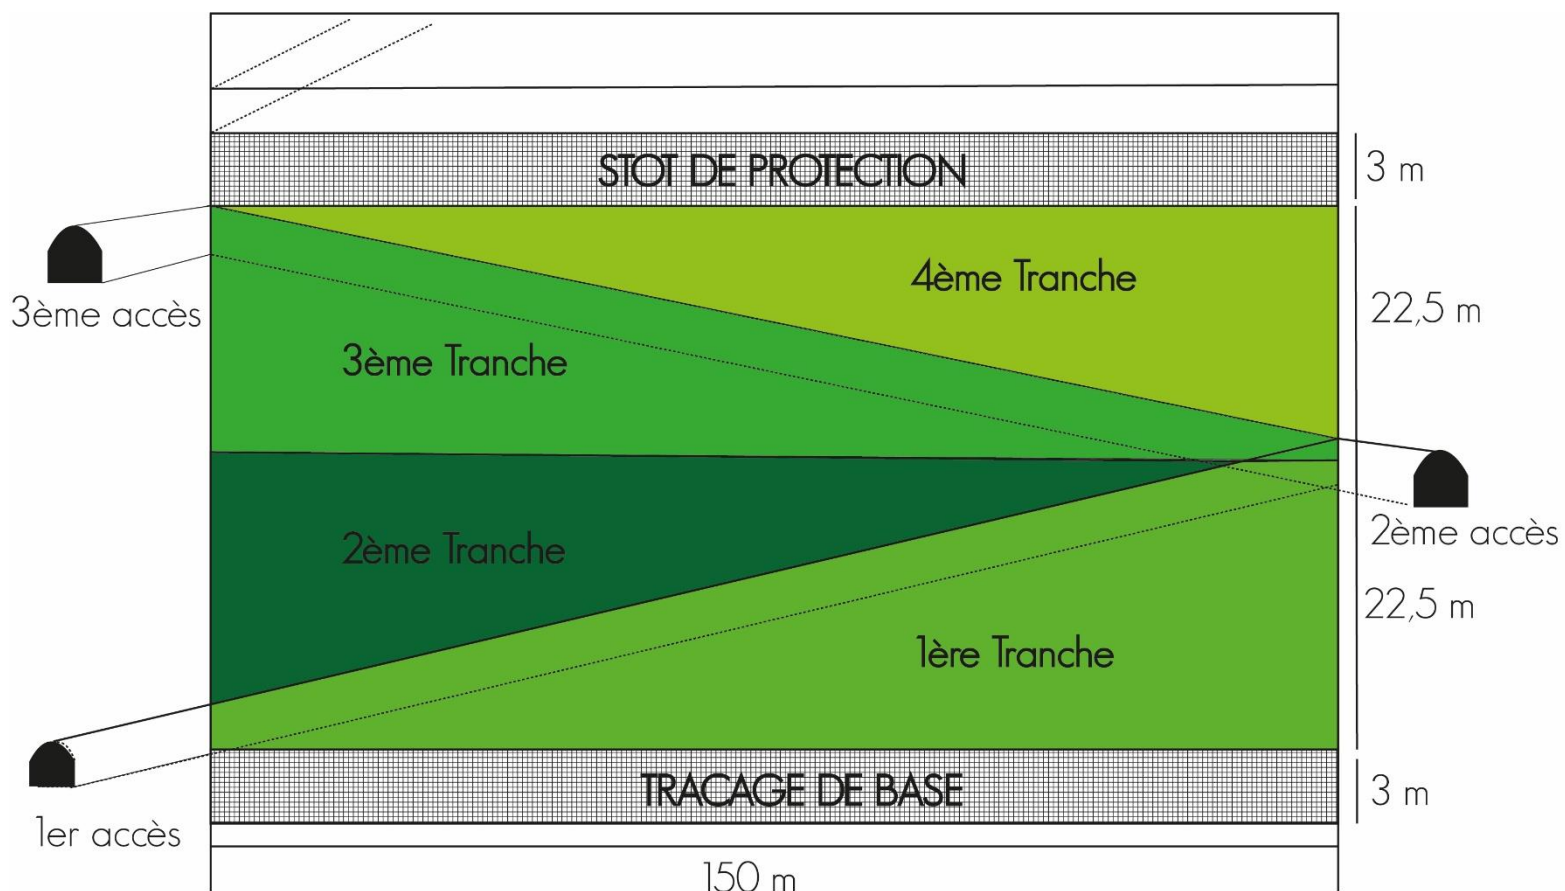 STOT DE PROTECTION
3 m
4ème Tranche
22,5 m
3ème accès
3ème Tranche
2ème accès
2ème Tranche
22,5 m
1ère Tranche
TRACAGE DE BASE
3 m
1er accès
150 m